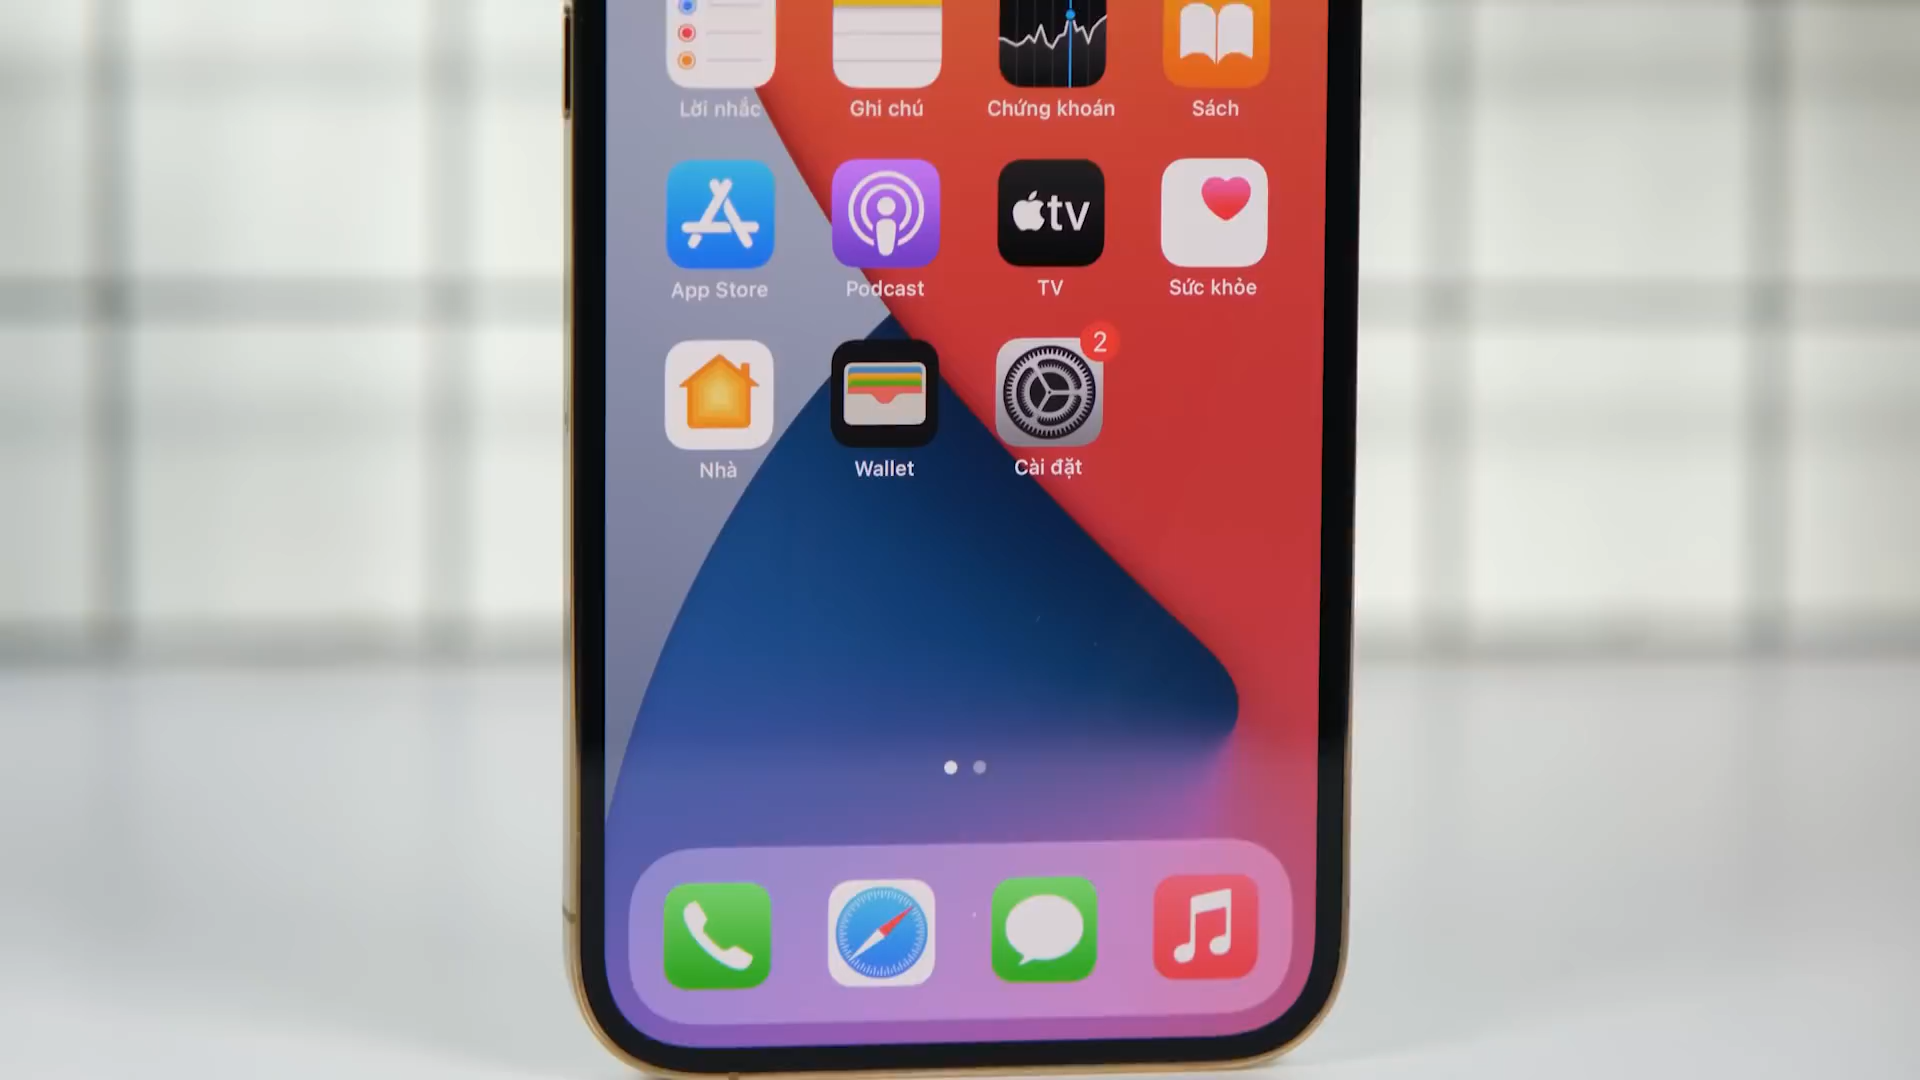 Lời nhắc
Ghi chú
Chứng khoán
Sách
tv
App Store
Podcast
TV
Sức khỏe
2
Nhà
Wallet
Cài đặt